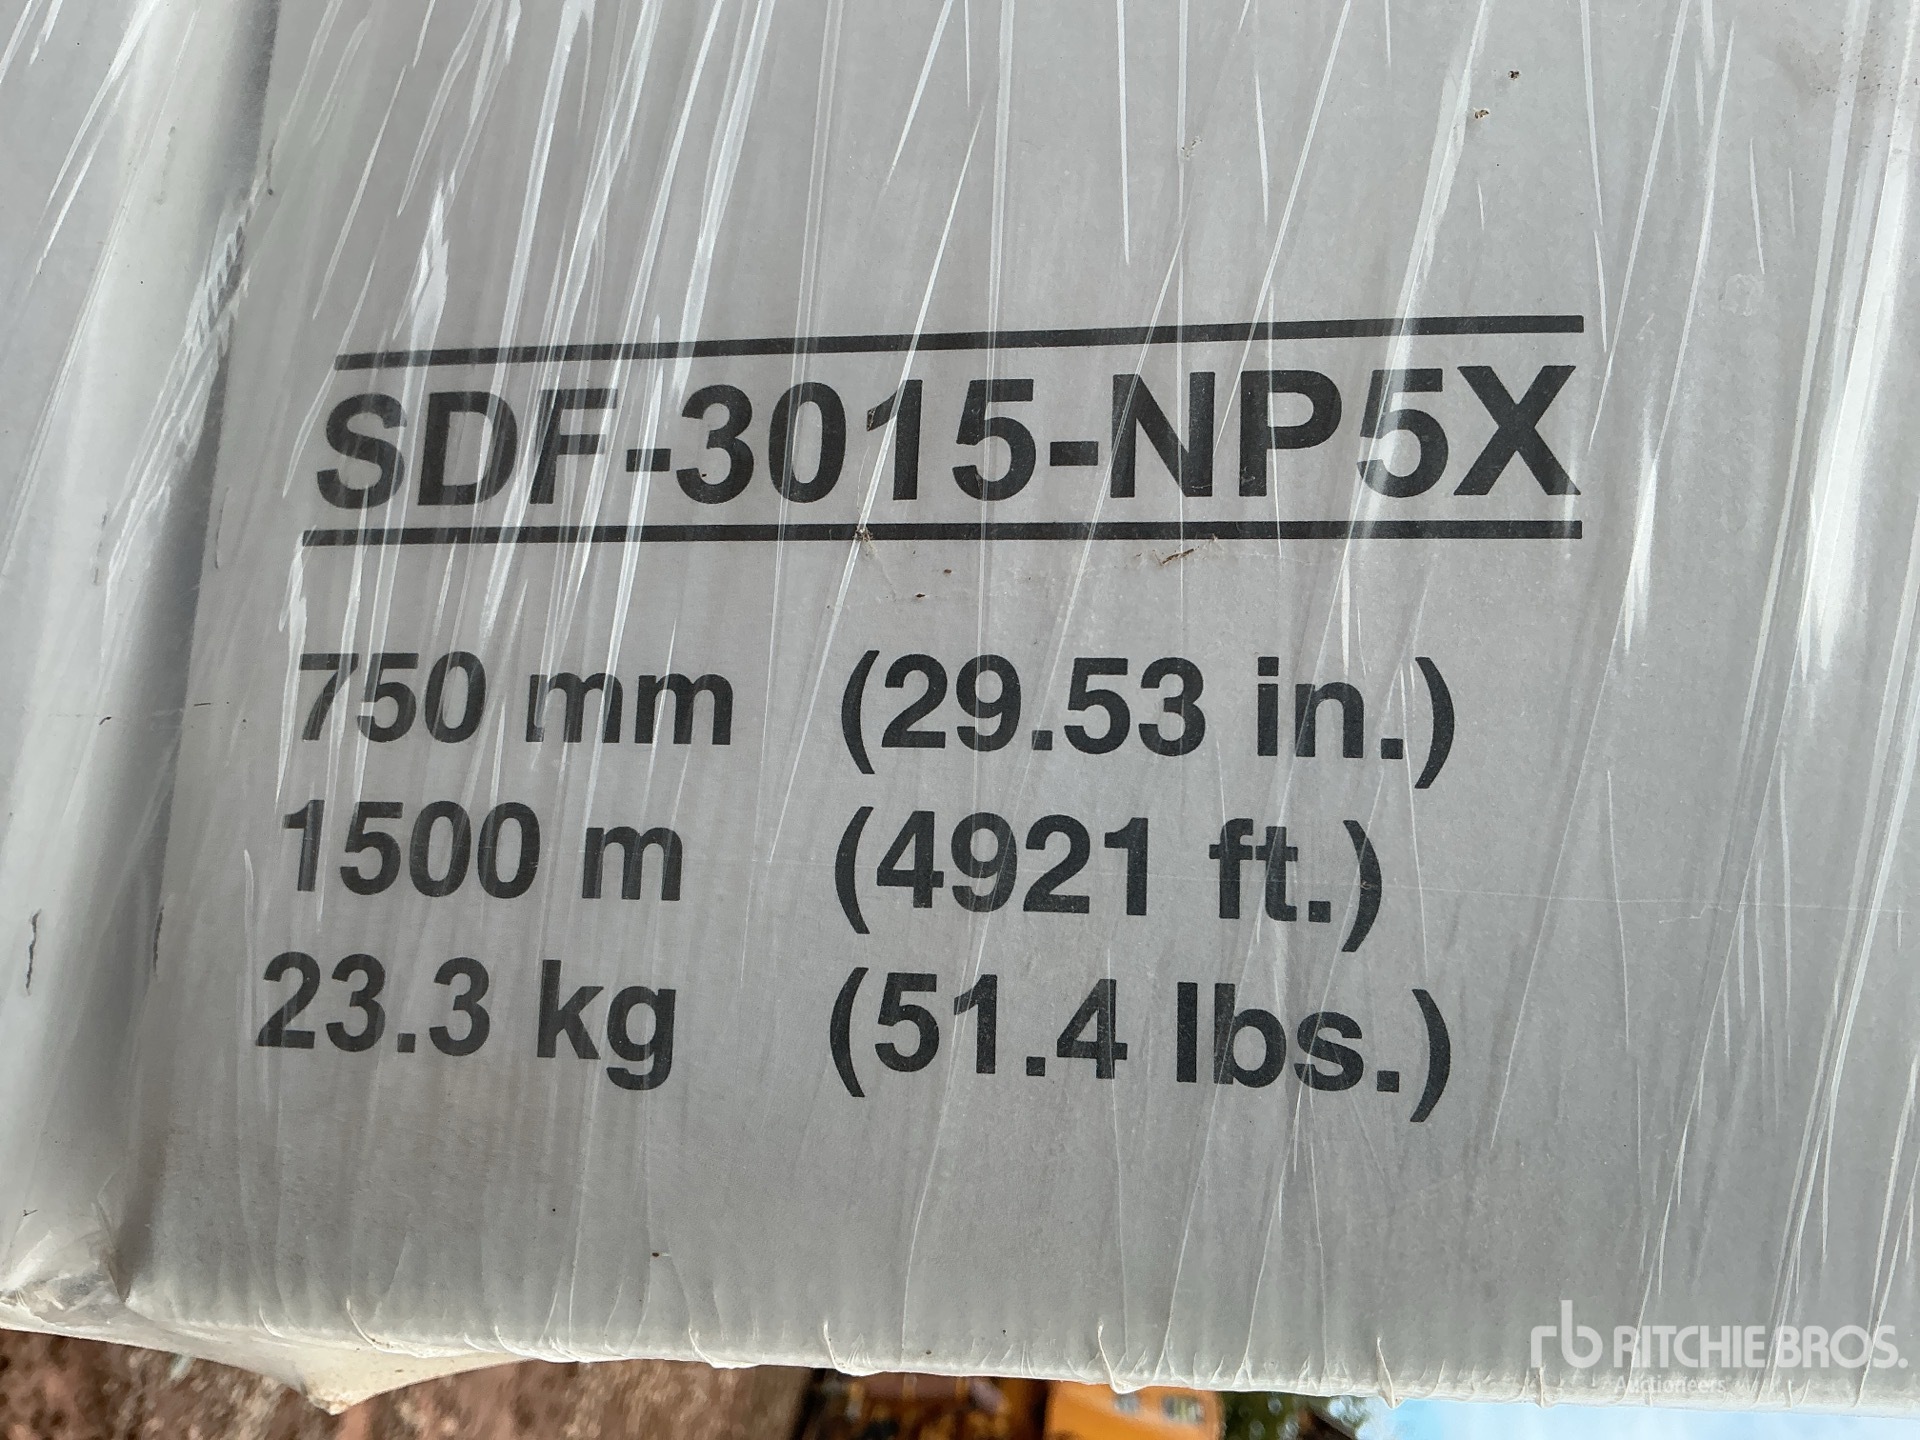 SDF-3015-NP5X
750 mm (29.53 in.)
1500 m (4921 ft.)
23.3 kg (51.4 lbs.)
rb RITCHIE BROS.
Auctioneers